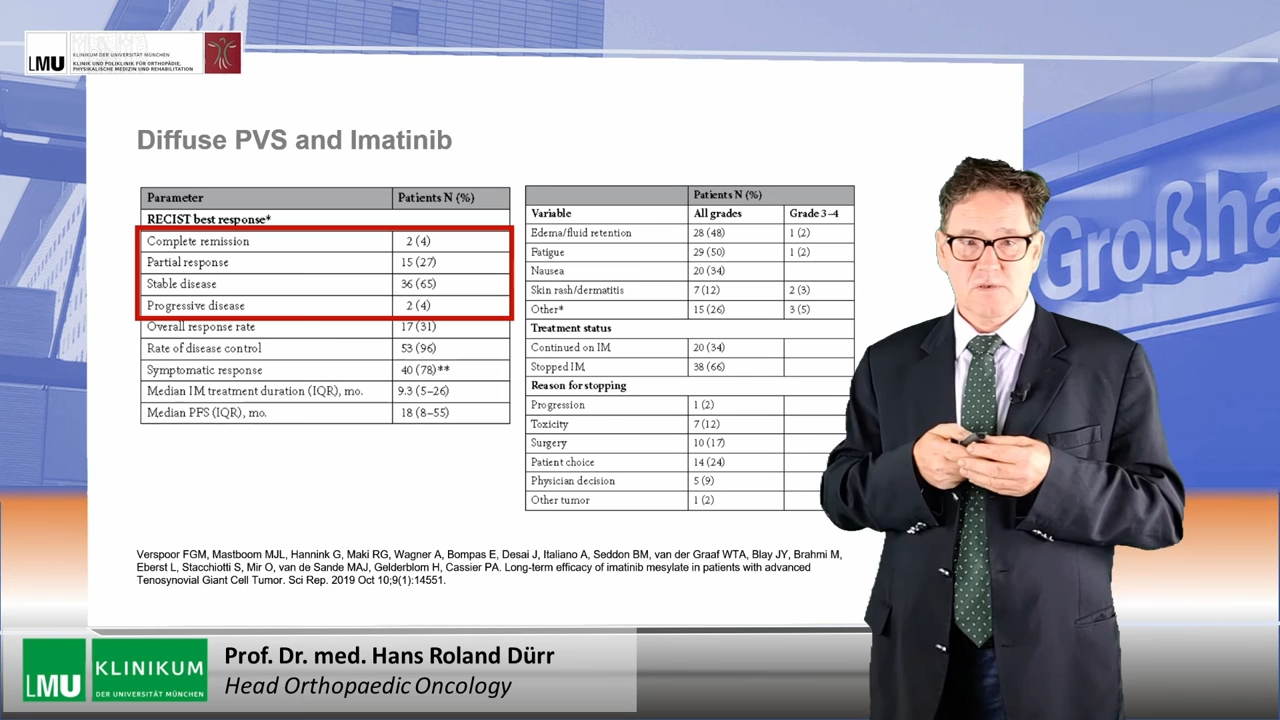 LMU
KLINIKUM DER UNIVERSITÄT MÜNCHEN
KLINIK UND POLIKLINIK FÜR ORTHOPÄDIE,
PHYSIKALISCHE MEDIZIN UND REHABILITATION
Großha
Diffuse PVS and Imatinib
Parameter Patients N (%)
RECIST best response*
Complete remission 2 (4)
Partial response 15 (27)
Stable disease 36 (65)
Progressive disease 2 (4)
Overall response rate 17 (31)
Rate of disease control 53 (96)
Symptomatic response 40 (78)**
Median IM treatment duration (IQR), mo. 9.3 (5–26)
Median PFS (IQR), mo. 18 (8–55)
Patients N (%)
Variable All grades Grade 3–4
Edema/fluid retention 28 (48) 1 (2)
Fatigue 29 (50) 1 (2)
Nausea 20 (34)
Skin rash/dermatitis 7 (12) 2 (3)
Other* 15 (26) 3 (5)
Treatment status
Continued on IM 20 (34)
Stopped IM 38 (66)
Reason for stopping
Progression 1 (2)
Toxicity 7 (12)
Surgery 10 (17)
Patient choice 14 (24)
Physician decision 5 (9)
Other tumor 1 (2)
Verspoor FGM, Mastboom MJL, Hannink G, Maki RG, Wagner A, Bompas E, Desai J, Italiano A, Seddon BM, van der Graaf WTA, Blay JY, Brahmi M,
Eberst L, Stacchiotti S, Mir O, van de Sande MAJ, Gelderblom H, Cassier PA. Long-term efficacy of imatinib mesylate in patients with advanced
Tenosynovial Giant Cell Tumor. Sci Rep. 2019 Oct 10;9(1):14551.
LMU
KLINIKUM
DER UNIVERSITÄT MÜNCHEN
Prof. Dr. med. Hans Roland Dürr
Head Orthopaedic Oncology